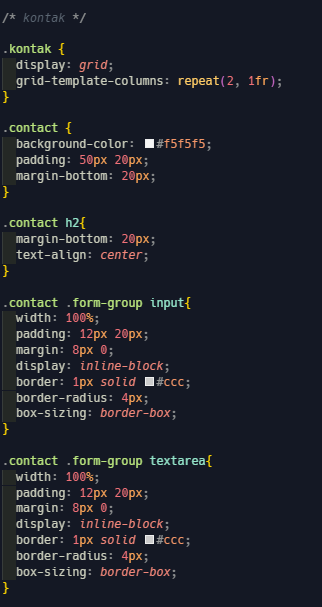 /* kontak */
.kontak {
display: grid;
grid-template-columns: repeat(2, 1fr);
}
.contact {
background-color: #f5f5f5;
padding: 50px 20px;
margin-bottom: 20px;
}
.contact h2{
margin-bottom: 20px;
text-align: center;
}
.contact .form-group input{
width: 100%;
padding: 12px 20px;
margin: 8px 0;
display: inline-block;
border: 1px solid #ccc;
border-radius: 4px;
box-sizing: border-box;
}
.contact .form-group textarea{
width: 100%;
padding: 12px 20px;
margin: 8px 0;
display: inline-block;
border: 1px solid #ccc;
border-radius: 4px;
box-sizing: border-box;
}